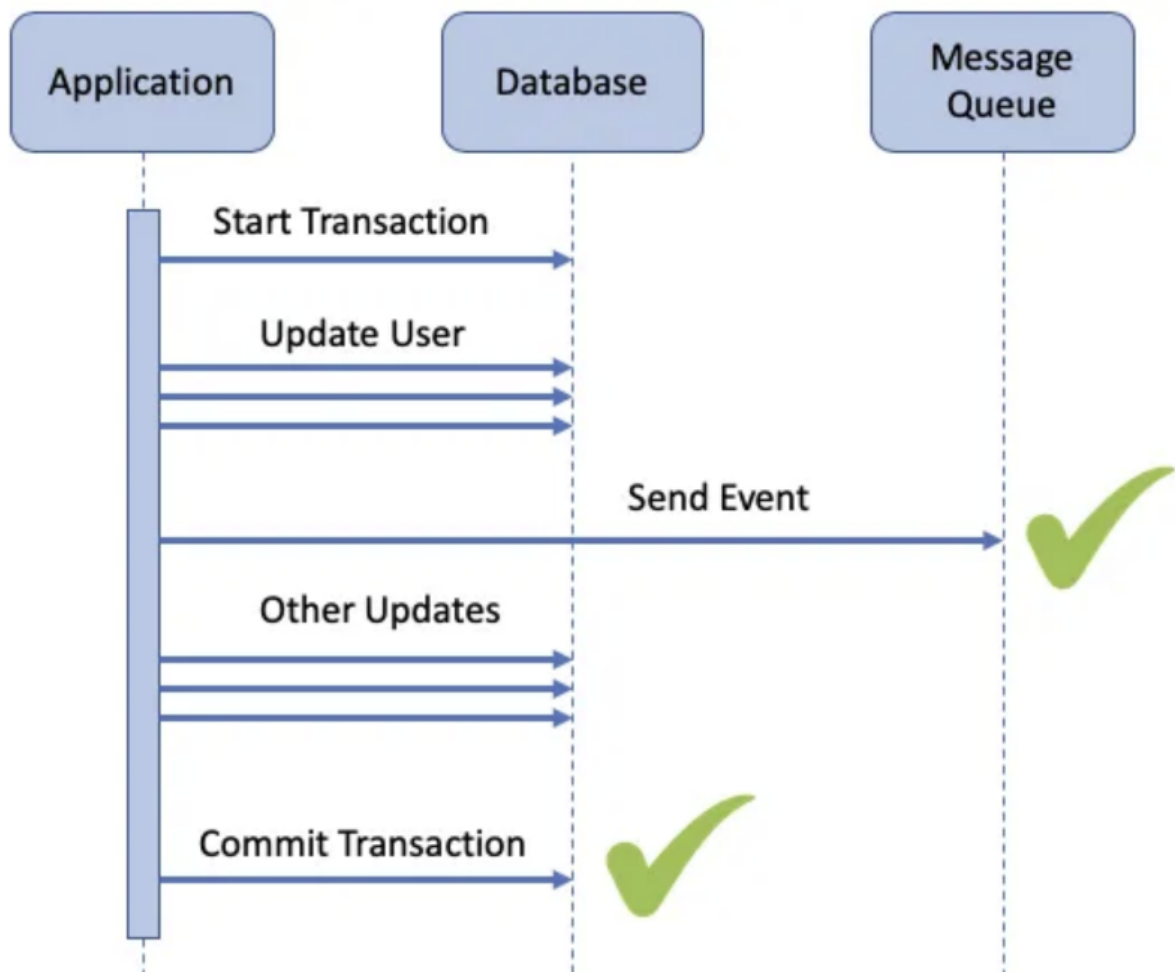 Application
Database
Message
Queue
Start Transaction
Update User
Send Event
Other Updates
Commit Transaction